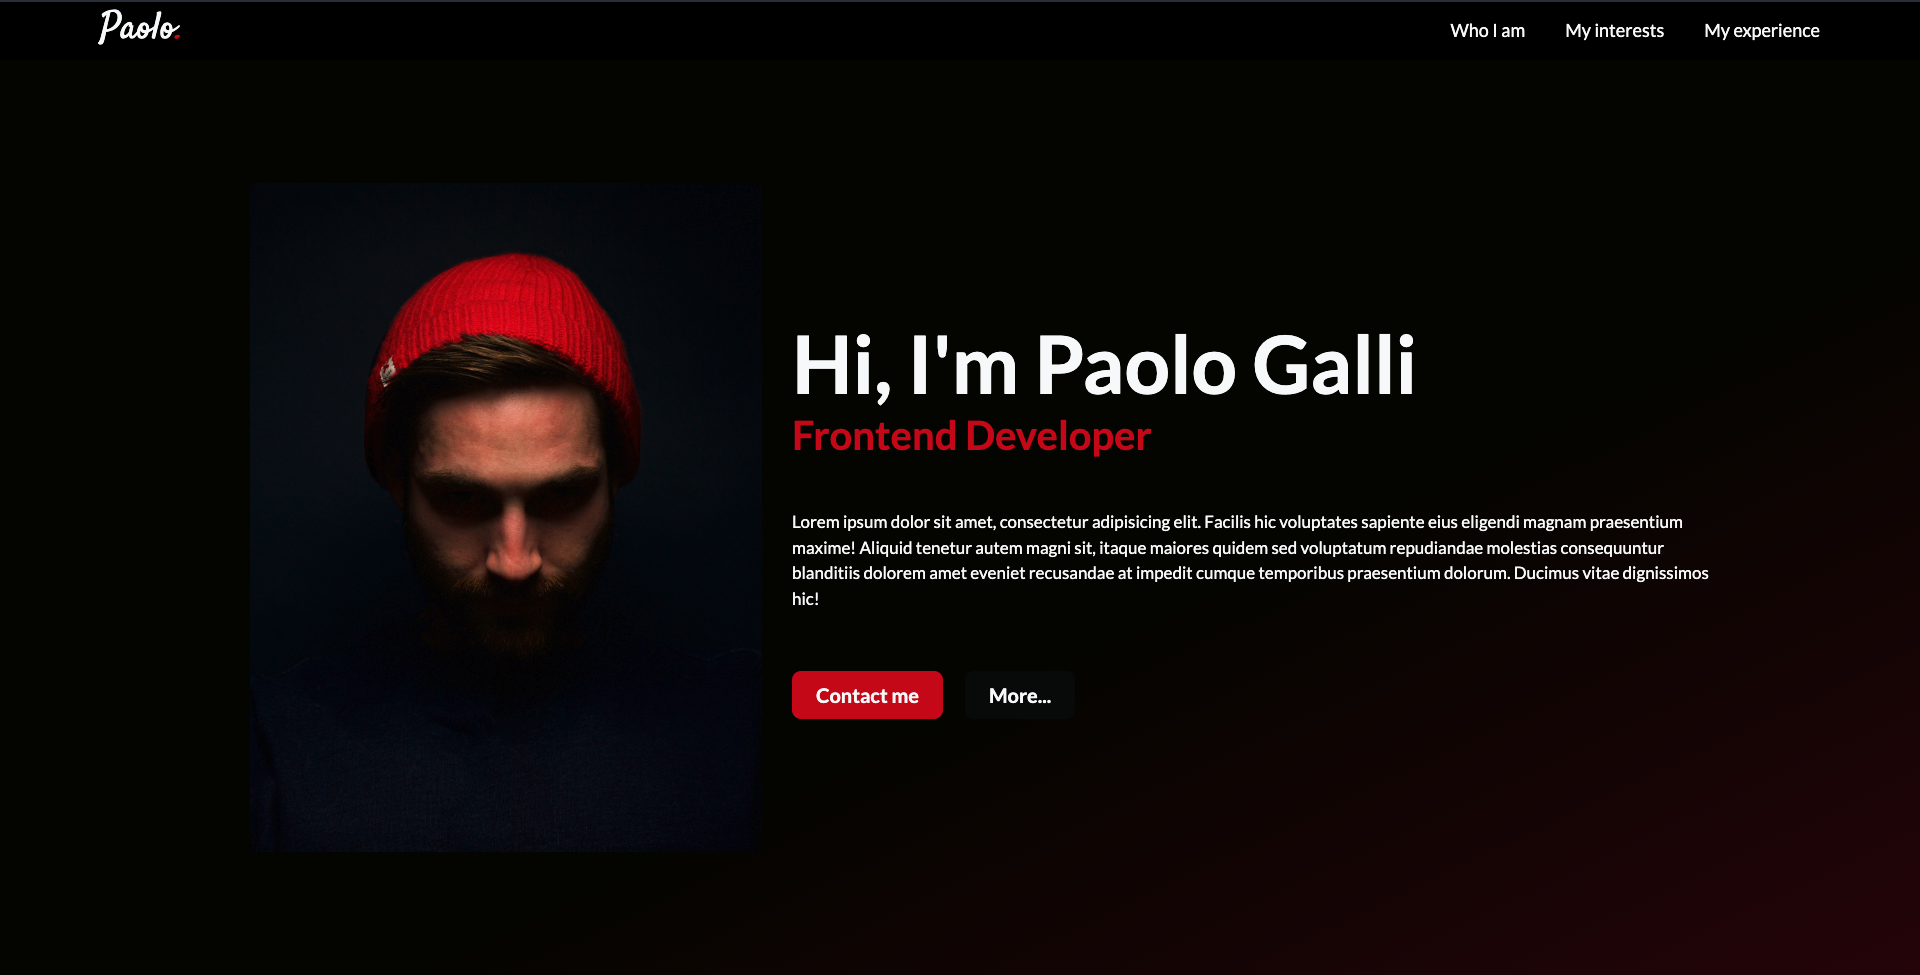 Paolo.
Who I am
My interests
My experience
Hi, I'm Paolo Galli
Frontend Developer
Lorem ipsum dolor sit amet, consectetur adipisicing elit. Facilis hic voluptates sapiente eius eligendi magnam praesentium
maxime! Aliquid tenetur autem magni sit, itaque maiores quidem sed voluptatum repudiandae molestias consequuntur
blanditiis dolorem amet eveniet recusandae at impedit cumque temporibus praesentium dolorum. Ducimus vitae dignissimos
hic!
Contact me
More...